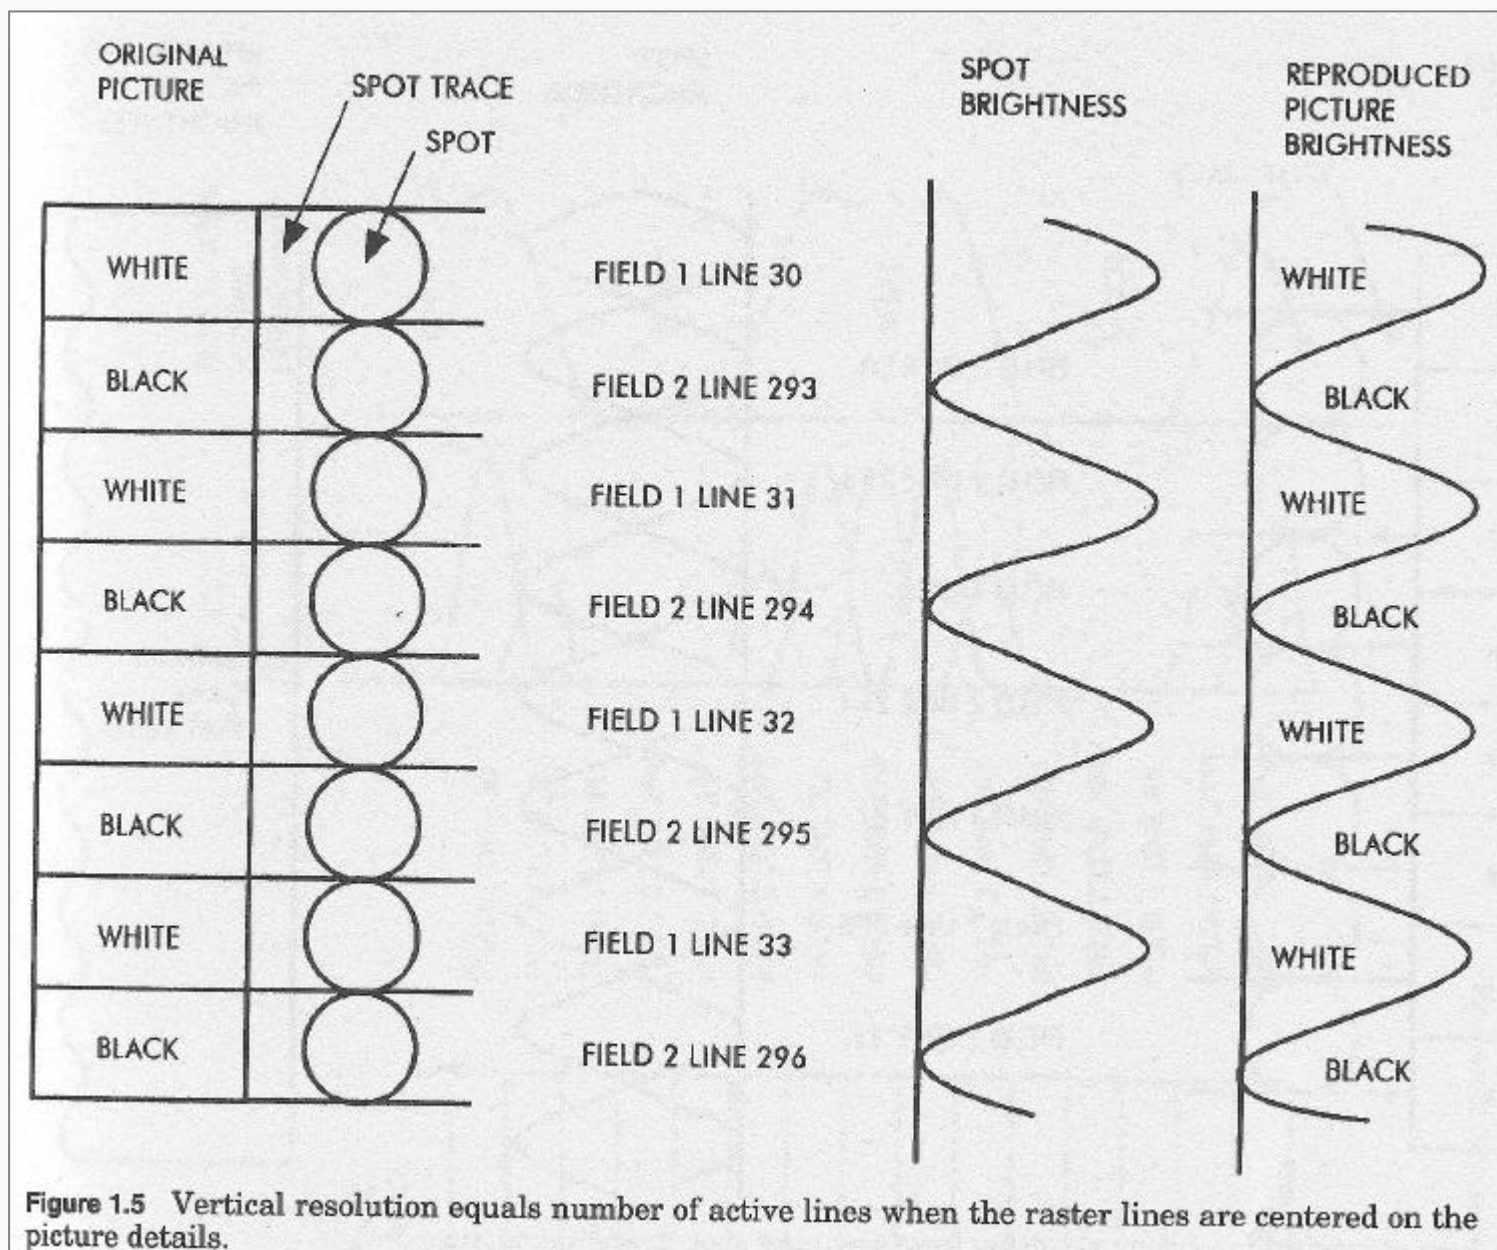 ORIGINAL
PICTURE
SPOT TRACE
SPOT
SPOT
BRIGHTNESS
REPRODUCED
PICTURE
BRIGHTNESS
WHITE
FIELD 1 LINE 30
WHITE
BLACK
FIELD 2 LINE 293
BLACK
WHITE
FIELD 1 LINE 31
WHITE
BLACK
FIELD 2 LINE 294
BLACK
WHITE
FIELD 1 LINE 32
WHITE
BLACK
FIELD 2 LINE 295
BLACK
WHITE
FIELD 1 LINE 33
WHITE
BLACK
FIELD 2 LINE 296
BLACK
Figure 1.5 Vertical resolution equals number of active lines when the raster lines are centered on the
picture details.